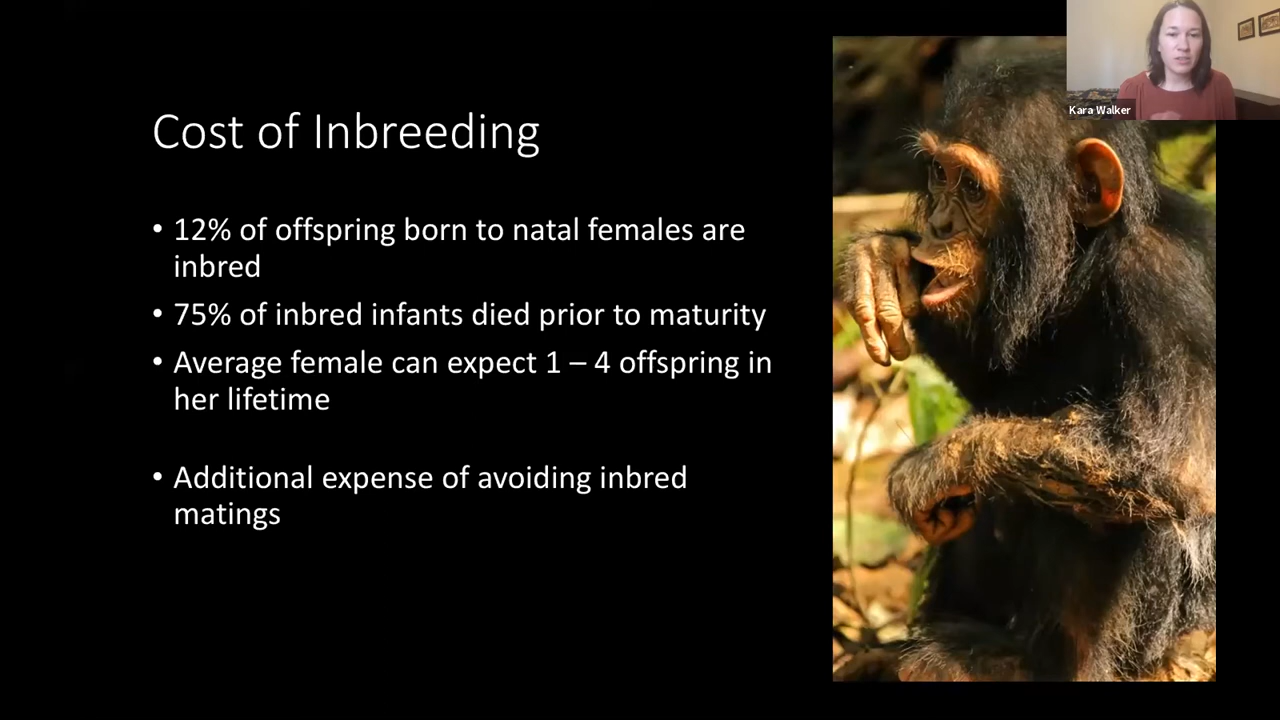 Kara Walker
Cost of Inbreeding
• 12% of offspring born to natal females are
inbred
• 75% of inbred infants died prior to maturity
• Average female can expect 1 – 4 offspring in
her lifetime
• Additional expense of avoiding inbred
matings